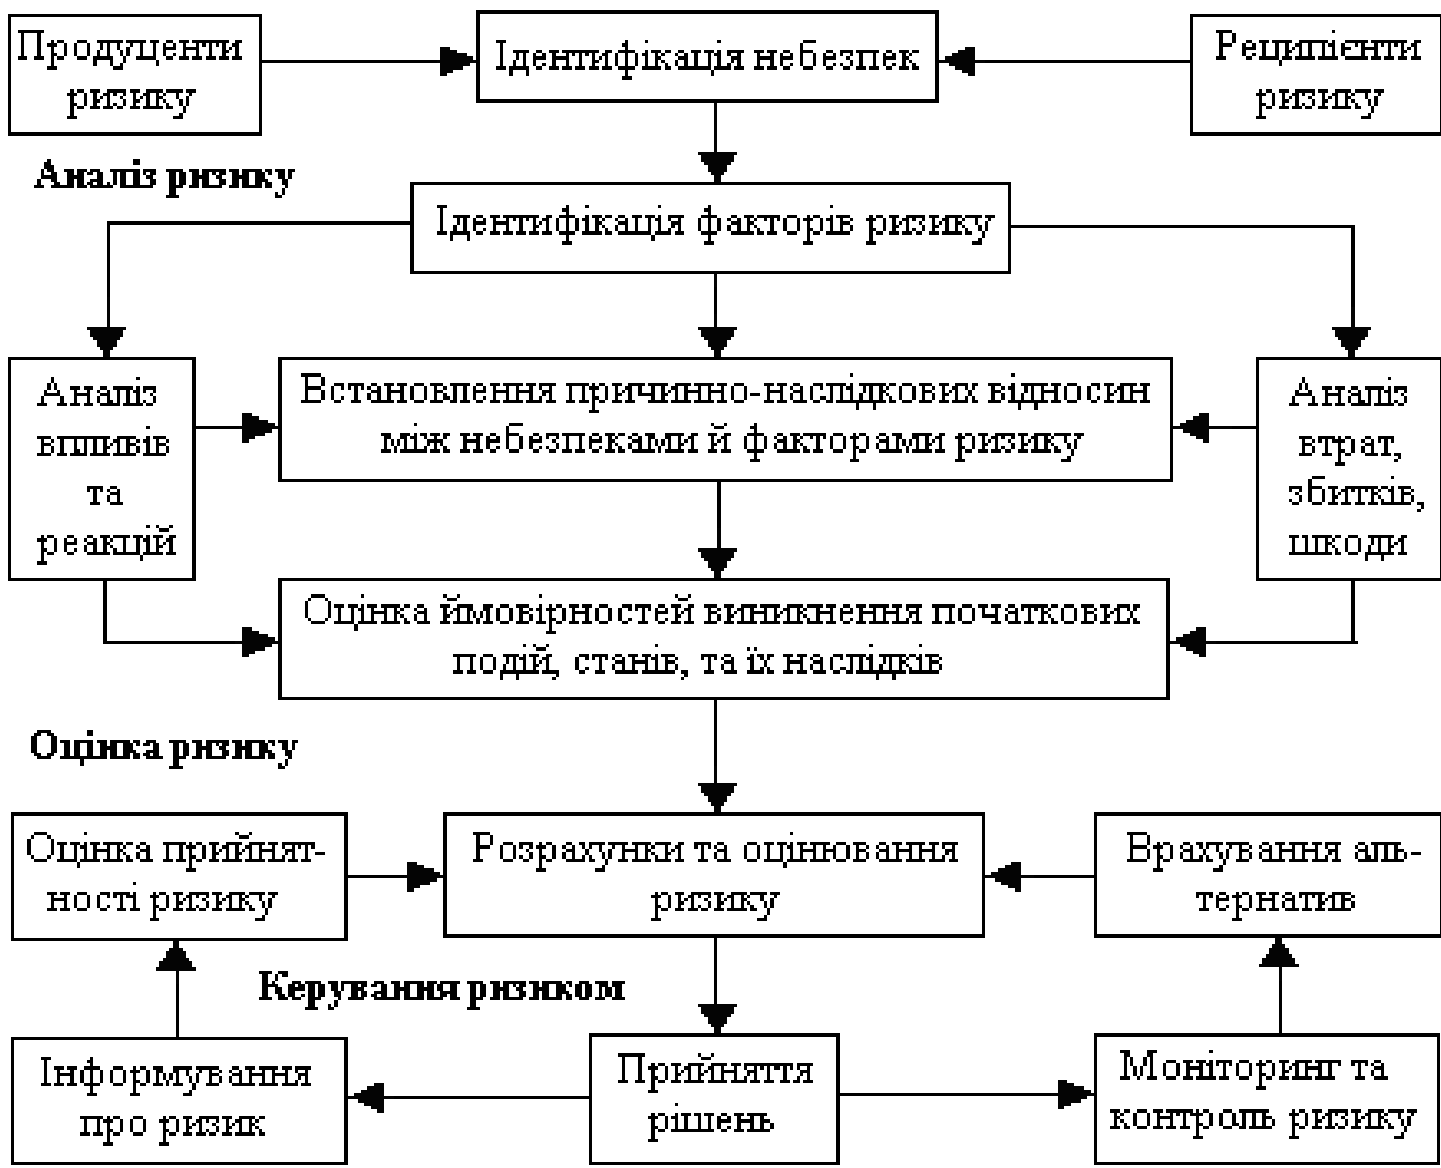 Продуценти
ризику
Ідентифікація небезпек
Реципієнти
ризику
Аналіз ризику
Ідентифікація факторів ризику
Аналіз
впливів
та
реакцій
Встановлення причинно-наслідкових відносин
між небезпеками й факторами ризику
Аналіз
втрат,
збитків,
шкоди
Оцінка ймовірностей виникнення початкових
подій, станів, та їх наслідків
Оцінка ризику
Оцінка прийнят-
ності ризику
Розрахунки та оцінювання
ризику
Врахування аль-
тернатив
Керування ризиком
Інформування
про ризик
Прийняття
рішень
Моніторинг та
контроль ризику